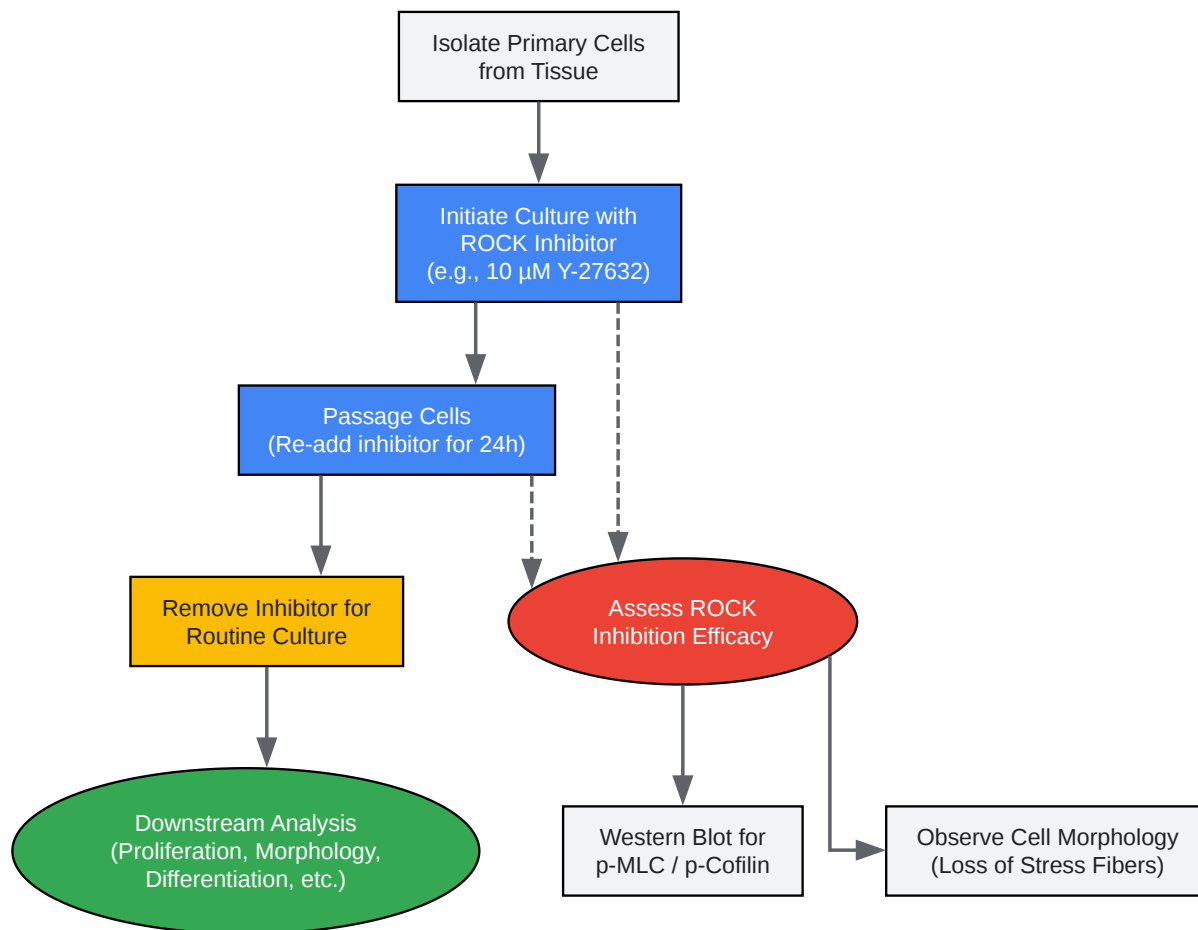 Isolate Primary Cells
from Tissue
Initiate Culture with
ROCK Inhibitor
(e.g., 10 µM Y-27632)
Passage Cells
(Re-add inhibitor for 24h)
Remove Inhibitor for
Routine Culture
Assess ROCK
Inhibition Efficacy
Downstream Analysis
(Proliferation, Morphology,
Differentiation, etc.)
Western Blot for
p-MLC / p-Cofilin
Observe Cell Morphology
(Loss of Stress Fibers)